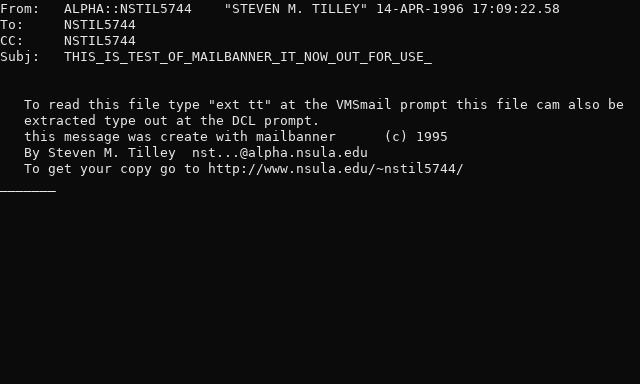 From:   ALPHA::NSTIL5744    "STEVEN M. TILLEY" 14-APR-1996 17:09:22.58
To:     NSTIL5744
CC:     NSTIL5744
Subj:   THIS_IS_TEST_OF_MAILBANNER_IT_NOW_OUT_FOR_USE_
To read this file type "ext tt" at the VMSmail prompt this file cam also be
extracted type out at the DCL prompt.
this message was create with mailbanner      (c) 1995
By Steven M. Tilley  nst...@alpha.nsula.edu
To get your copy go to http://www.nsula.edu/~nstil5744/
_______